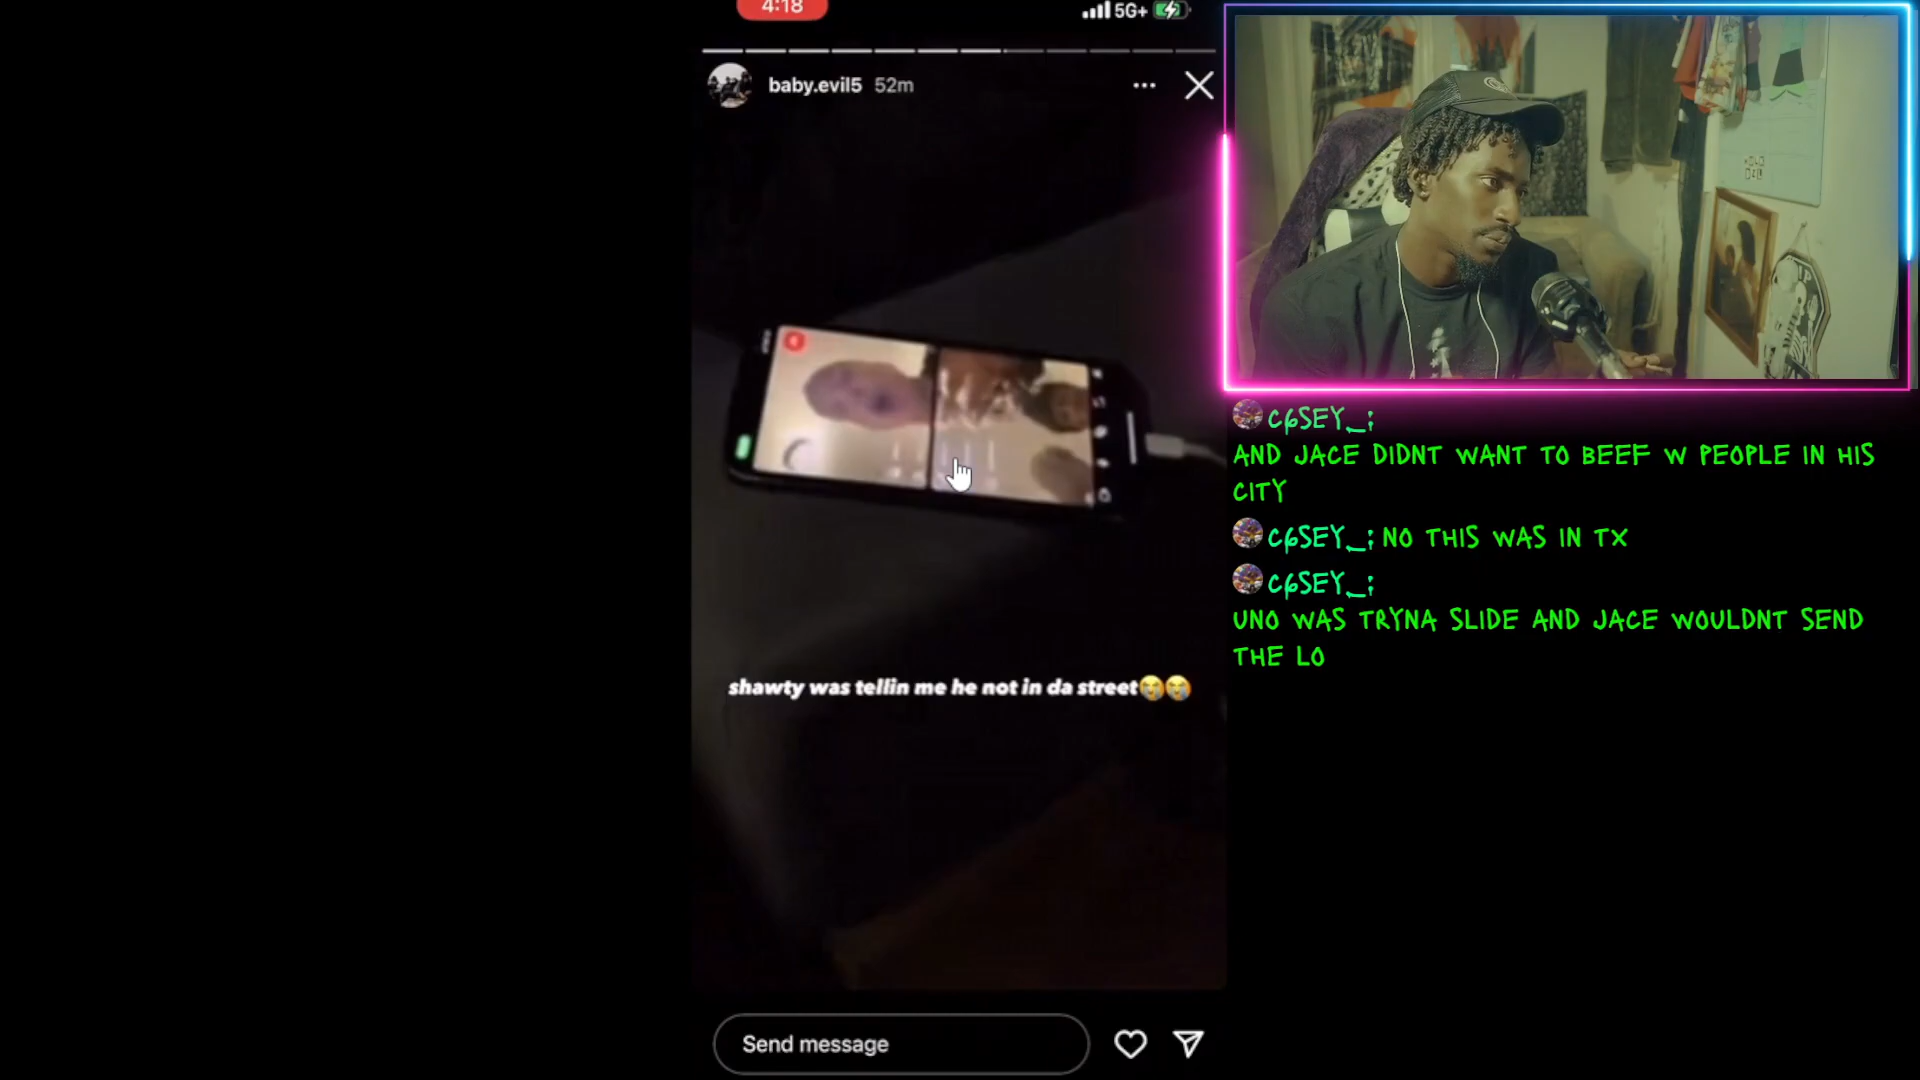 4:18
5G+
baby.evil5 52m
shawty was tellin me he not in da street😭😭
Send message
C6SEY_:
AND JACE DIDNT WANT TO BEEF W PEOPLE IN HIS
CITY
C6SEY_: NO THIS WAS IN TX
C6SEY_:
UNO WAS TRYNA SLIDE AND JACE WOULDNT SEND
THE LO